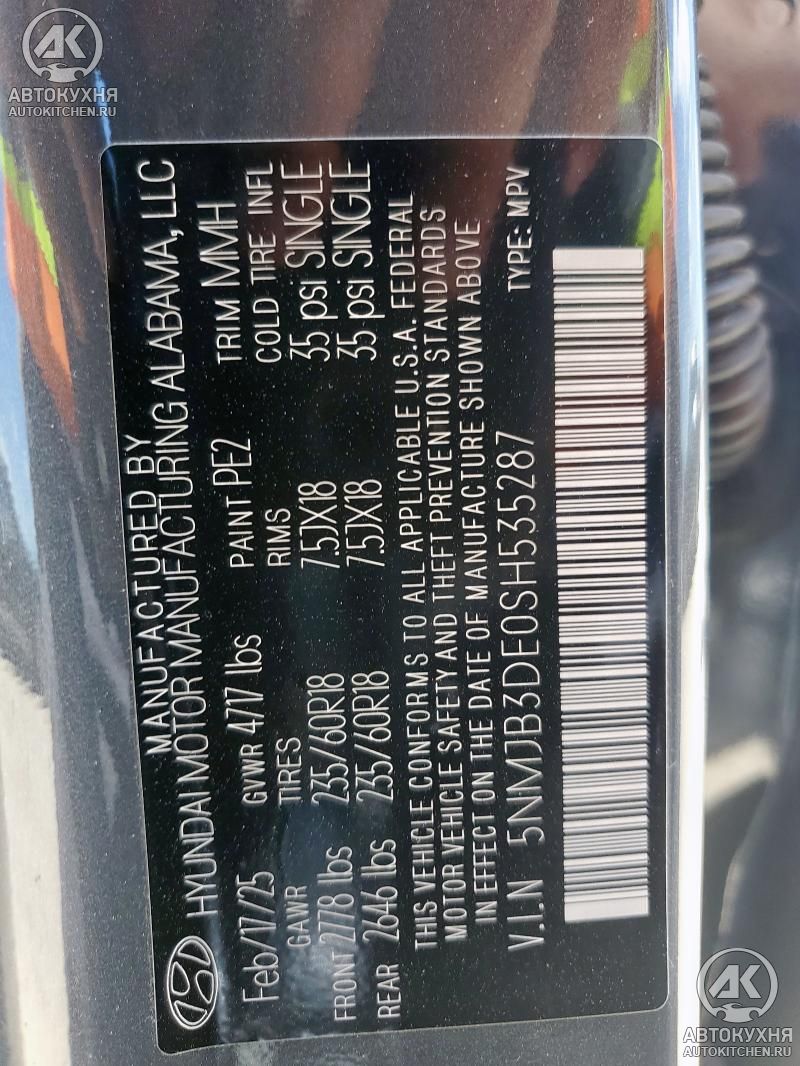 АВТОКУХНЯ
AUTOKITCHEN.RU
MANUFACTURED BY
HYUNDAI MOTOR MANUFACTURING ALABAMA, LLC
Feb/17/25 GVWR 4717 lbs PAINT PE2 TRIM MMH
GAWR TIRES RIMS COLD TIRE INFL
FRONT 2778 lbs 235/60R18 7.5JX18 35 psi SINGLE
REAR 2646 lbs 235/60R18 7.5JX18 35 psi SINGLE
THIS VEHICLE CONFORMS TO ALL APPLICABLE U.S.A. FEDERAL
MOTOR VEHICLE SAFETY AND THEFT PREVENTION STANDARDS
IN EFFECT ON THE DATE OF MANUFACTURE SHOWN ABOVE
V.I.N 5NMJB3DE0SH535287 TYPE: MPV
АВТОКУХНЯ
AUTOKITCHEN.RU